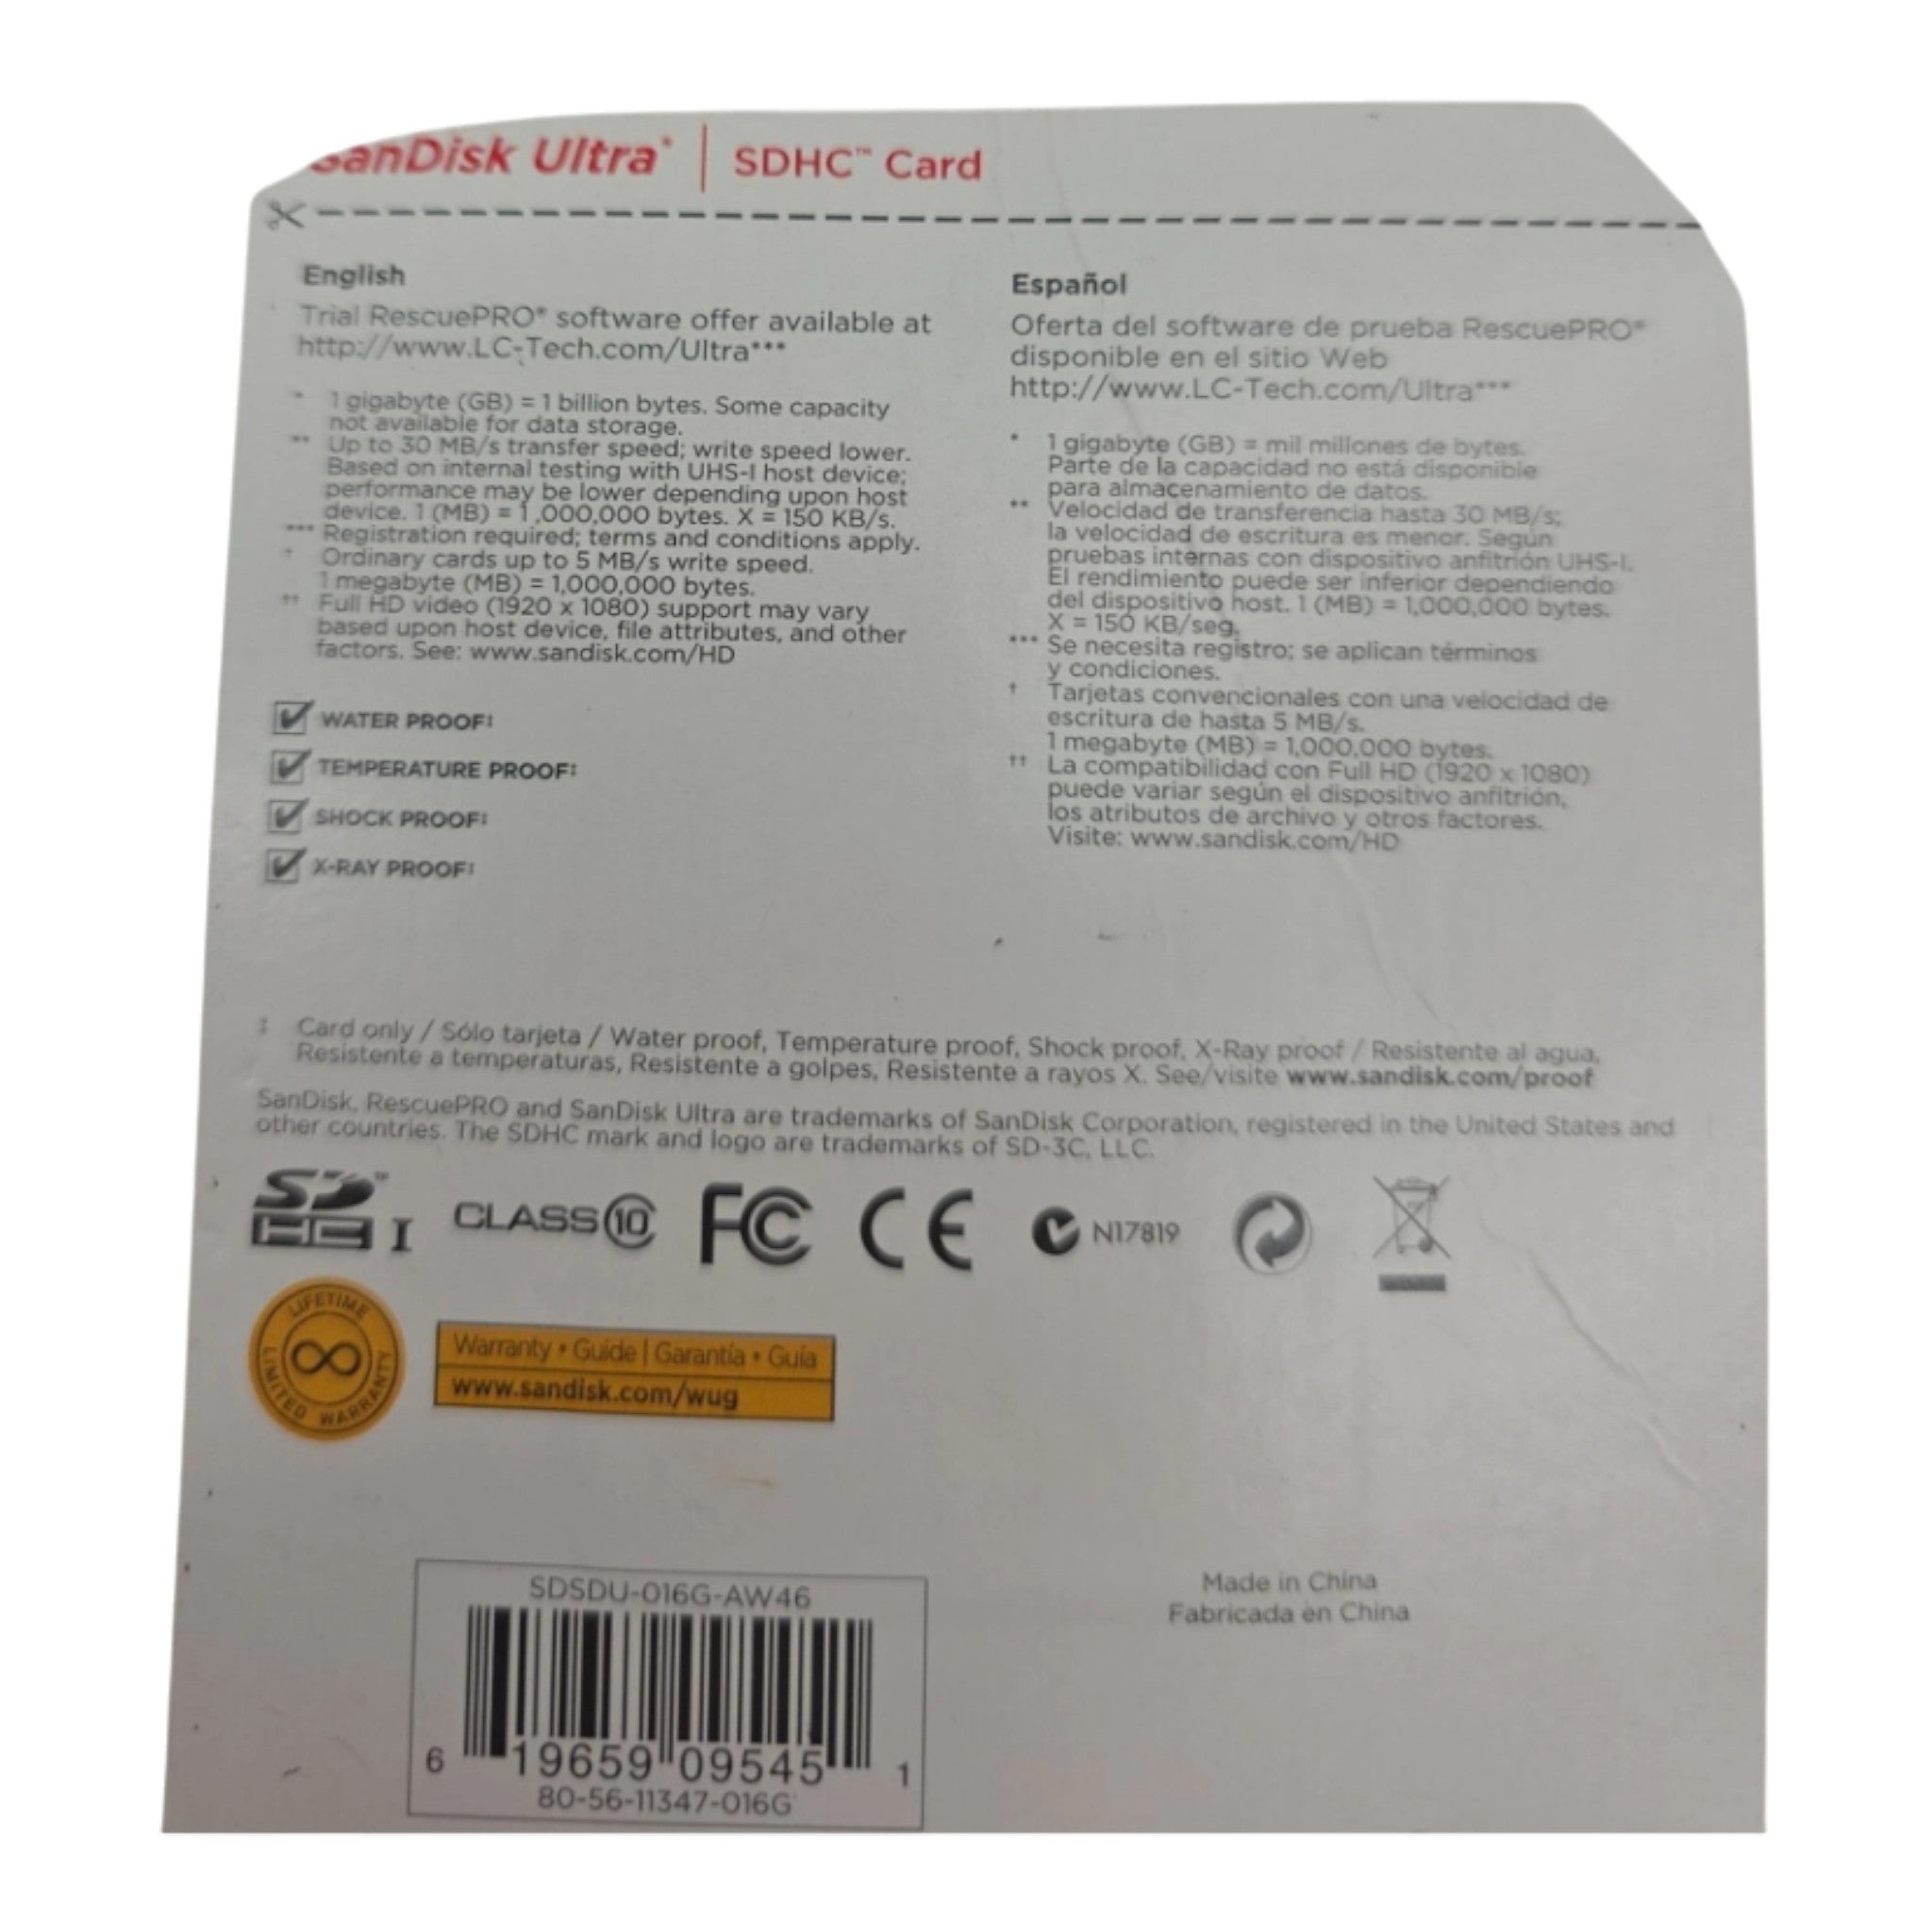 SanDisk Ultra® | SDHC™ Card
English
Trial RescuePRO® software offer available at
http://www.LC-Tech.com/Ultra***
* 1 gigabyte (GB) = 1 billion bytes. Some capacity
not available for data storage.
** Up to 30 MB/s transfer speed; write speed lower.
Based on internal testing with UHS-I host device;
performance may be lower depending upon host
device. 1 (MB) = 1,000,000 bytes. X = 150 KB/s.
*** Registration required; terms and conditions apply.
† Ordinary cards up to 5 MB/s write speed.
1 megabyte (MB) = 1,000,000 bytes.
†† Full HD video (1920 x 1080) support may vary
based upon host device, file attributes, and other
factors. See: www.sandisk.com/HD
WATER PROOF‡
TEMPERATURE PROOF‡
SHOCK PROOF‡
X-RAY PROOF‡
Español
Oferta del software de prueba RescuePRO®
disponible en el sitio Web
http://www.LC-Tech.com/Ultra***
* 1 gigabyte (GB) = mil millones de bytes.
Parte de la capacidad no está disponible
para almacenamiento de datos.
** Velocidad de transferencia hasta 30 MB/s;
la velocidad de escritura es menor. Según
pruebas internas con dispositivo anfitrión UHS-I.
El rendimiento puede ser inferior dependiendo
del dispositivo host. 1 (MB) = 1,000,000 bytes.
X = 150 KB/seg.
*** Se necesita registro; se aplican términos
y condiciones.
† Tarjetas convencionales con una velocidad de
escritura de hasta 5 MB/s.
1 megabyte (MB) = 1,000,000 bytes.
†† La compatibilidad con Full HD (1920 x 1080)
puede variar según el dispositivo anfitrión,
los atributos de archivo y otros factores.
Visite: www.sandisk.com/HD
‡ Card only / Sólo tarjeta / Water proof, Temperature proof, Shock proof, X-Ray proof / Resistente al agua,
Resistente a temperaturas, Resistente a golpes, Resistente a rayos X. See/visite www.sandisk.com/proof
SanDisk, RescuePRO and SanDisk Ultra are trademarks of SanDisk Corporation, registered in the United States and
other countries. The SDHC mark and logo are trademarks of SD-3C, LLC.
SD™ HC I CLASS 10 FC CE N17819
LIFETIME LIMITED WARRANTY
Warranty • Guide | Garantía • Guía
www.sandisk.com/wug
SDSDU-016G-AW46
6 19659 09545 1
80-56-11347-016G
Made in China
Fabricada en China